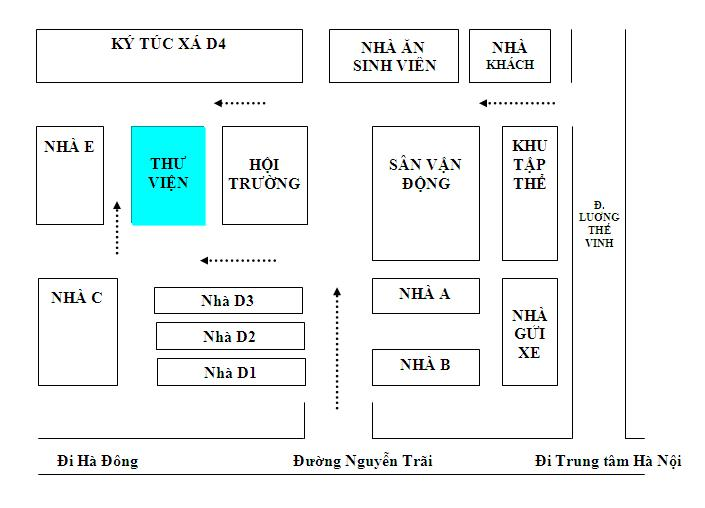 KÝ TÚC XÁ D4
NHÀ ĂN
SINH VIÊN
NHÀ
KHÁCH
NHÀ E
THƯ
VIỆN
HỘI
TRƯỜNG
SÂN VẬN
ĐỘNG
KHU
TẬP
THỂ
Đ.
LƯƠNG
THẾ
VINH
NHÀ C
Nhà D3
Nhà D2
Nhà D1
NHÀ A
NHÀ B
NHÀ
GỬI
XE
Đi Hà Đông
Đường Nguyễn Trãi
Đi Trung tâm Hà Nội